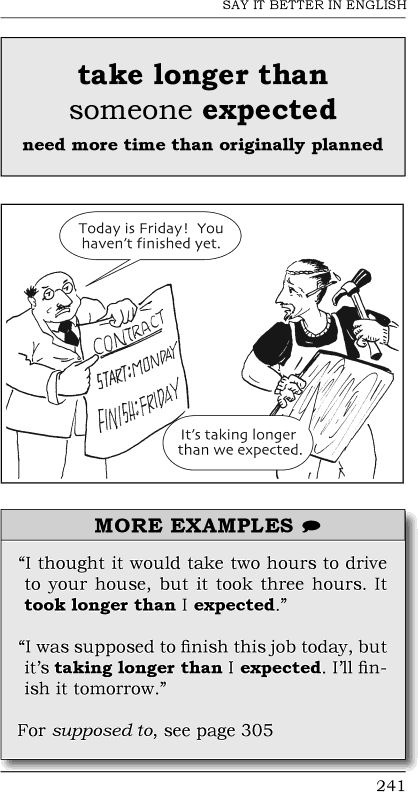 SAY IT BETTER IN ENGLISH
take longer than
someone expected
need more time than originally planned
Today is Friday! You
haven't finished yet.
CONTRACT
START:MONDAY
FINISH:FRIDAY
It's taking longer
than we expected.
MORE EXAMPLES
“I thought it would take two hours to drive
to your house, but it took three hours. It
took longer than I expected.”
“I was supposed to finish this job today, but
it's taking longer than I expected. I'll fin-
ish it tomorrow.”
For supposed to, see page 305
241